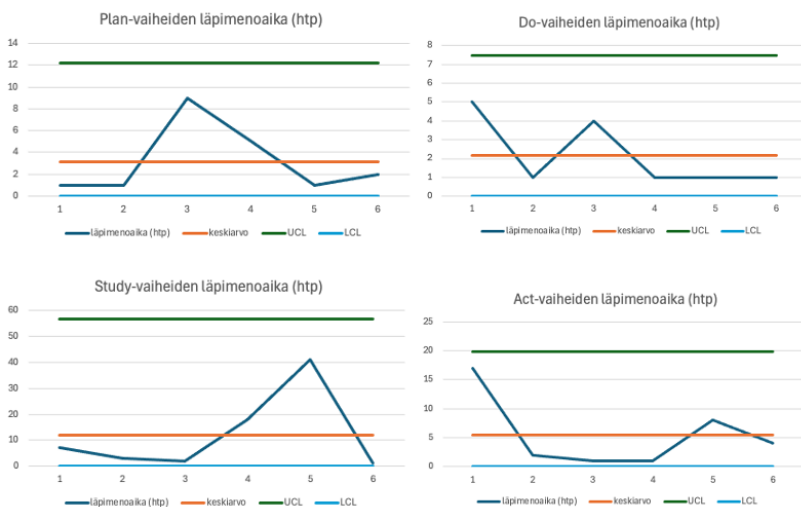 Plan-vaiheiden läpimenoaika (htp)
14
12
10
8
6
4
2
0
1 2 3 4 5 6
läpimenoaika (htp) keskiarvo UCL LCL
Do-vaiheiden läpimenoaika (htp)
8
7
6
5
4
3
2
1
0
1 2 3 4 5 6
läpimenoaika (htp) keskiarvo UCL LCL
Study-vaiheiden läpimenoaika (htp)
60
50
40
30
20
10
0
1 2 3 4 5 6
läpimenoaika (htp) keskiarvo UCL LCL
Act-vaiheiden läpimenoaika (htp)
25
20
15
10
5
0
1 2 3 4 5 6
läpimenoaika (htp) keskiarvo UCL LCL